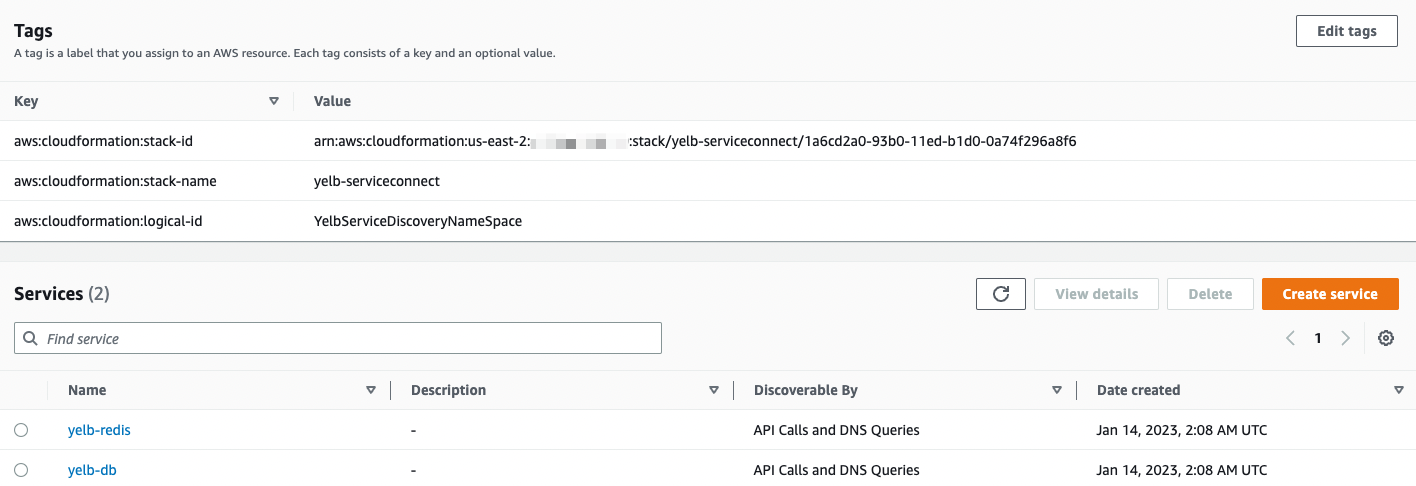 Tags
Edit tags
A tag is a label that you assign to an AWS resource. Each tag consists of a key and an optional value.
Key Value
aws:cloudformation:stack-id arn:aws:cloudformation:us-east-2: :stack/yelb-serviceconnect/1a6cd2a0-93b0-11ed-b1d0-0a74f296a8f6
aws:cloudformation:stack-name yelb-serviceconnect
aws:cloudformation:logical-id YelbServiceDiscoveryNameSpace
Services (2)
View details Delete Create service
Find service
1
Name Description Discoverable By Date created
yelb-redis - API Calls and DNS Queries Jan 14, 2023, 2:08 AM UTC
yelb-db - API Calls and DNS Queries Jan 14, 2023, 2:08 AM UTC